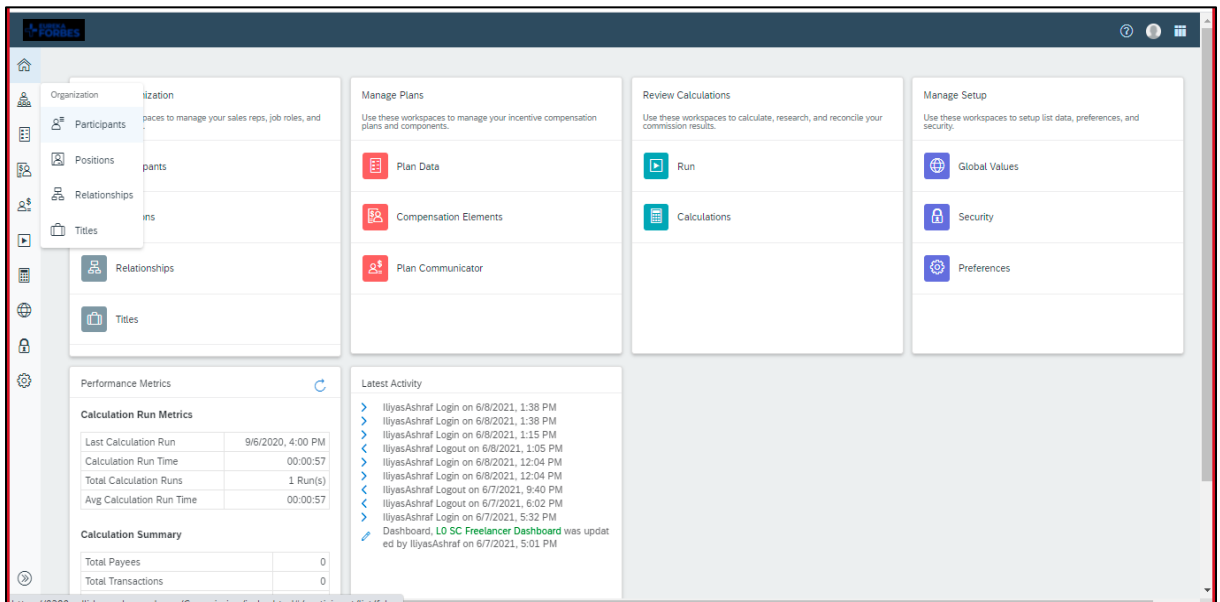 EUREKA
FORBES
Organization
Participants
Positions
Relationships
Titles
ization
paces to manage your sales reps, job roles, and
pants
ons
Relationships
Titles
Manage Plans
Use these workspaces to manage your incentive compensation
plans and components.
Plan Data
Compensation Elements
Plan Communicator
Review Calculations
Use these workspaces to calculate, research, and reconcile your
commission results.
Run
Calculations
Manage Setup
Use these workspaces to setup list data, preferences, and
security.
Global Values
Security
Preferences
Performance Metrics
Calculation Run Metrics
Last Calculation Run 9/6/2020, 4:00 PM
Calculation Run Time 00:00:57
Total Calculation Runs 1 Run(s)
Avg Calculation Run Time 00:00:57
Calculation Summary
Total Payees 0
Total Transactions 0
Latest Activity
IliyasAshraf Login on 6/8/2021, 1:38 PM
IliyasAshraf Login on 6/8/2021, 1:38 PM
IliyasAshraf Login on 6/8/2021, 1:15 PM
IliyasAshraf Logout on 6/8/2021, 1:05 PM
IliyasAshraf Login on 6/8/2021, 12:04 PM
IliyasAshraf Login on 6/8/2021, 12:04 PM
IliyasAshraf Logout on 6/7/2021, 9:40 PM
IliyasAshraf Logout on 6/7/2021, 6:02 PM
IliyasAshraf Login on 6/7/2021, 5:32 PM
Dashboard, L0 SC Freelancer Dashboard was updat
ed by IliyasAshraf on 6/7/2021, 5:01 PM